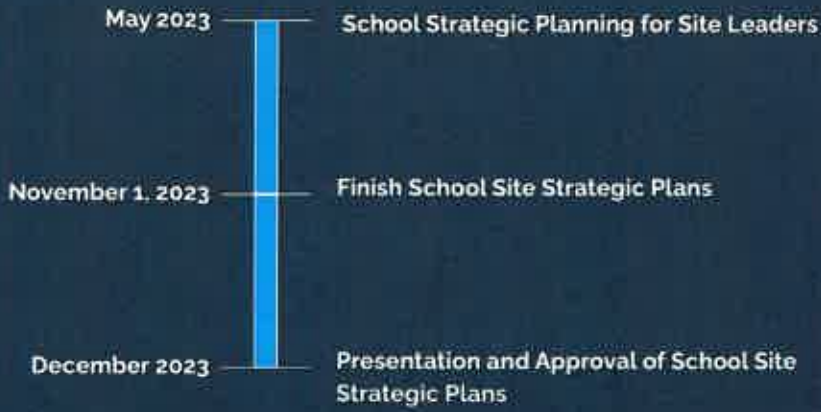 May 2023
School Strategic Planning for Site Leaders
November 1, 2023
Finish School Site Strategic Plans
December 2023
Presentation and Approval of School Site
Strategic Plans